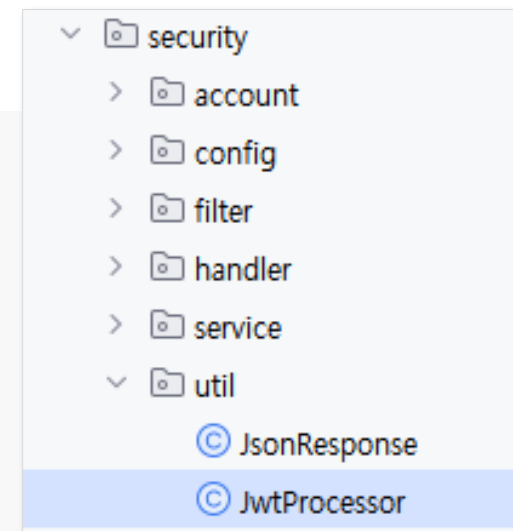 security
account
config
filter
handler
service
util
JsonResponse
JwtProcessor